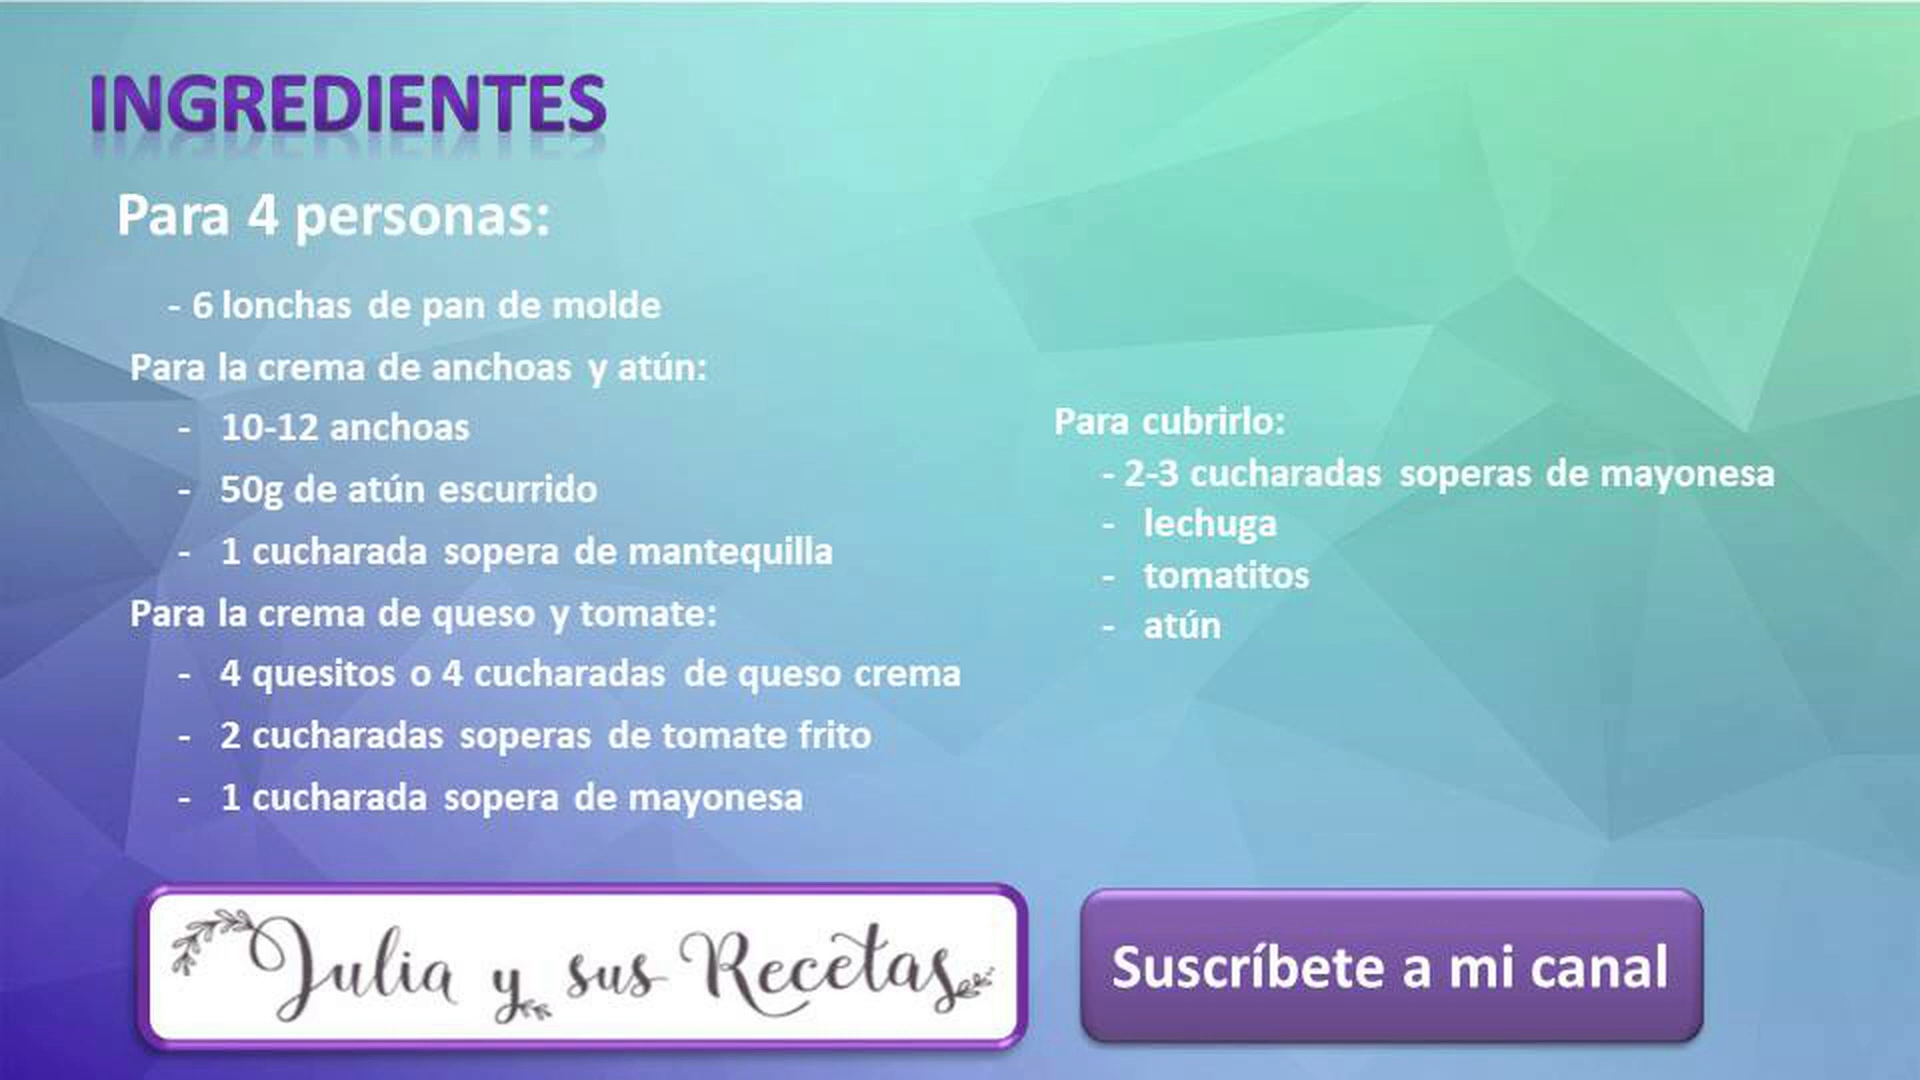 INGREDIENTES
Para 4 personas:
- 6 lonchas de pan de molde
Para la crema de anchoas y atún:
- 10-12 anchoas
- 50g de atún escurrido
- 1 cucharada sopera de mantequilla
Para la crema de queso y tomate:
- 4 quesitos o 4 cucharadas de queso crema
- 2 cucharadas soperas de tomate frito
- 1 cucharada sopera de mayonesa
Para cubrirlo:
- 2-3 cucharadas soperas de mayonesa
- lechuga
- tomatitos
- atún
Julia y sus Recetas
Suscríbete a mi canal